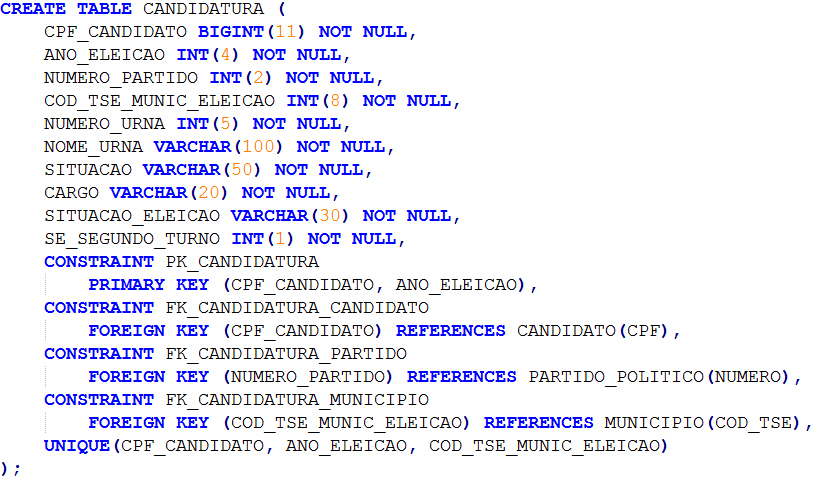 CREATE TABLE CANDIDATURA (
    CPF_CANDIDATO BIGINT(11) NOT NULL,
    ANO_ELEICAO INT(4) NOT NULL,
    NUMERO_PARTIDO INT(2) NOT NULL,
    COD_TSE_MUNIC_ELEICAO INT(8) NOT NULL,
    NUMERO_URNA INT(5) NOT NULL,
    NOME_URNA VARCHAR(100) NOT NULL,
    SITUACAO VARCHAR(50) NOT NULL,
    CARGO VARCHAR(20) NOT NULL,
    SITUACAO_ELEICAO VARCHAR(30) NOT NULL,
    SE_SEGUNDO_TURNO INT(1) NOT NULL,
    CONSTRAINT PK_CANDIDATURA
        PRIMARY KEY (CPF_CANDIDATO, ANO_ELEICAO),
    CONSTRAINT FK_CANDIDATURA_CANDIDATO
        FOREIGN KEY (CPF_CANDIDATO) REFERENCES CANDIDATO(CPF),
    CONSTRAINT FK_CANDIDATURA_PARTIDO
        FOREIGN KEY (NUMERO_PARTIDO) REFERENCES PARTIDO_POLITICO(NUMERO),
    CONSTRAINT FK_CANDIDATURA_MUNICIPIO
        FOREIGN KEY (COD_TSE_MUNIC_ELEICAO) REFERENCES MUNICIPIO(COD_TSE),
    UNIQUE(CPF_CANDIDATO, ANO_ELEICAO, COD_TSE_MUNIC_ELEICAO)
);